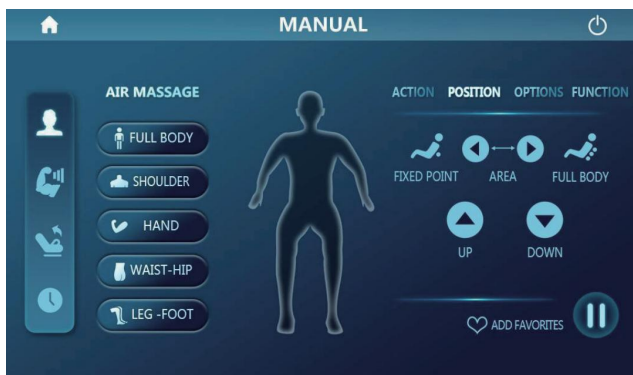 MANUAL
AIR MASSAGE
FULL BODY
SHOULDER
HAND
WAIST-HIP
LEG -FOOT
ACTION POSITION OPTIONS FUNCTION
FIXED POINT AREA FULL BODY
UP DOWN
ADD FAVORITES